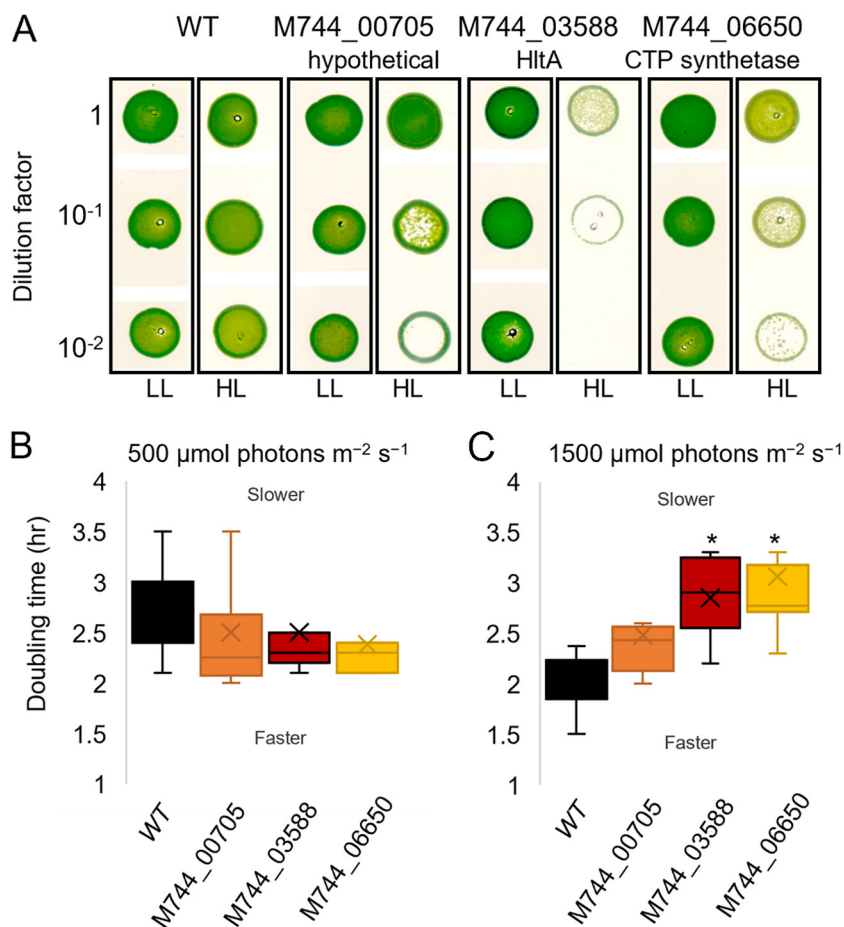 A
WT M744_00705 M744_03588 M744_06650
hypothetical HltA CTP synthetase
Dilution factor
1
10⁻¹
10⁻²
LL HL LL HL LL HL LL HL
B 500 µmol photons m⁻² s⁻¹
Slower
Doubling time (hr)
4
3.5
3
2.5
2
1.5
1
Faster
WT M744_00705 M744_03588 M744_06650
C 1500 µmol photons m⁻² s⁻¹
Slower
* *
4
3.5
3
2.5
2
1.5
1
Faster
WT M744_00705 M744_03588 M744_06650